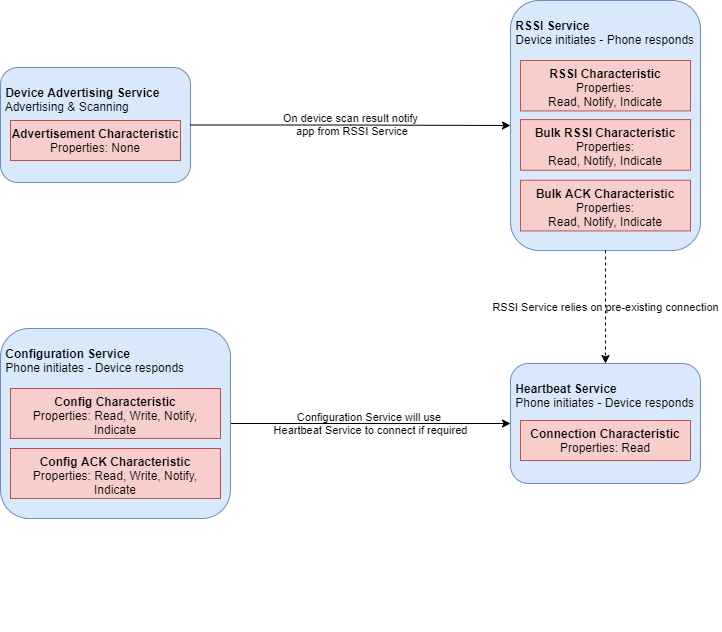 RSSI Service
Device initiates - Phone responds
RSSI Characteristic
Properties:
Read, Notify, Indicate
Bulk RSSI Characteristic
Properties:
Read, Notify, Indicate
Bulk ACK Characteristic
Properties:
Read, Notify, Indicate
Device Advertising Service
Advertising & Scanning
Advertisement Characteristic
Properties: None
On device scan result notify
app from RSSI Service
RSSI Service relies on pre-existing connection
Configuration Service
Phone initiates - Device responds
Config Characteristic
Properties: Read, Write, Notify,
Indicate
Config ACK Characteristic
Properties: Read, Write, Notify,
Indicate
Configuration Service will use
Heartbeat Service to connect if required
Heartbeat Service
Phone initiates - Device responds
Connection Characteristic
Properties: Read